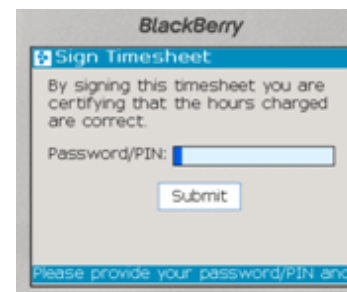 BlackBerry
Sign Timesheet
By signing this timesheet you are
certifying that the hours charged
are correct.
Password/PIN:
Submit
Please provide your password/PIN and